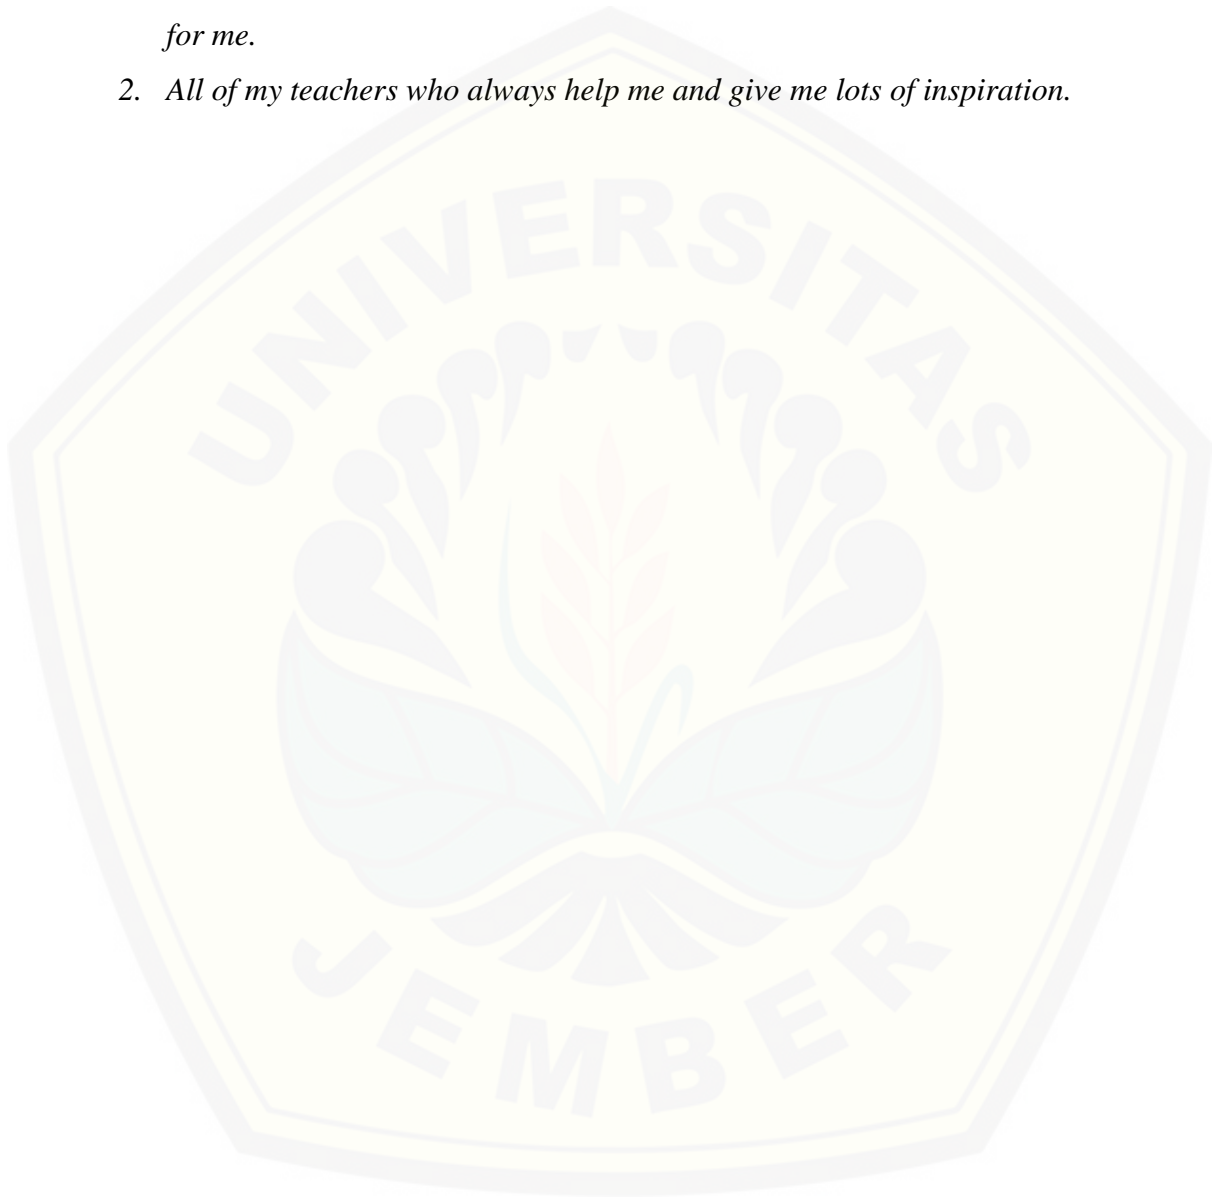 for me.
2. All of my teachers who always help me and give me lots of inspiration.
UNIVERSITAS
JEMBER